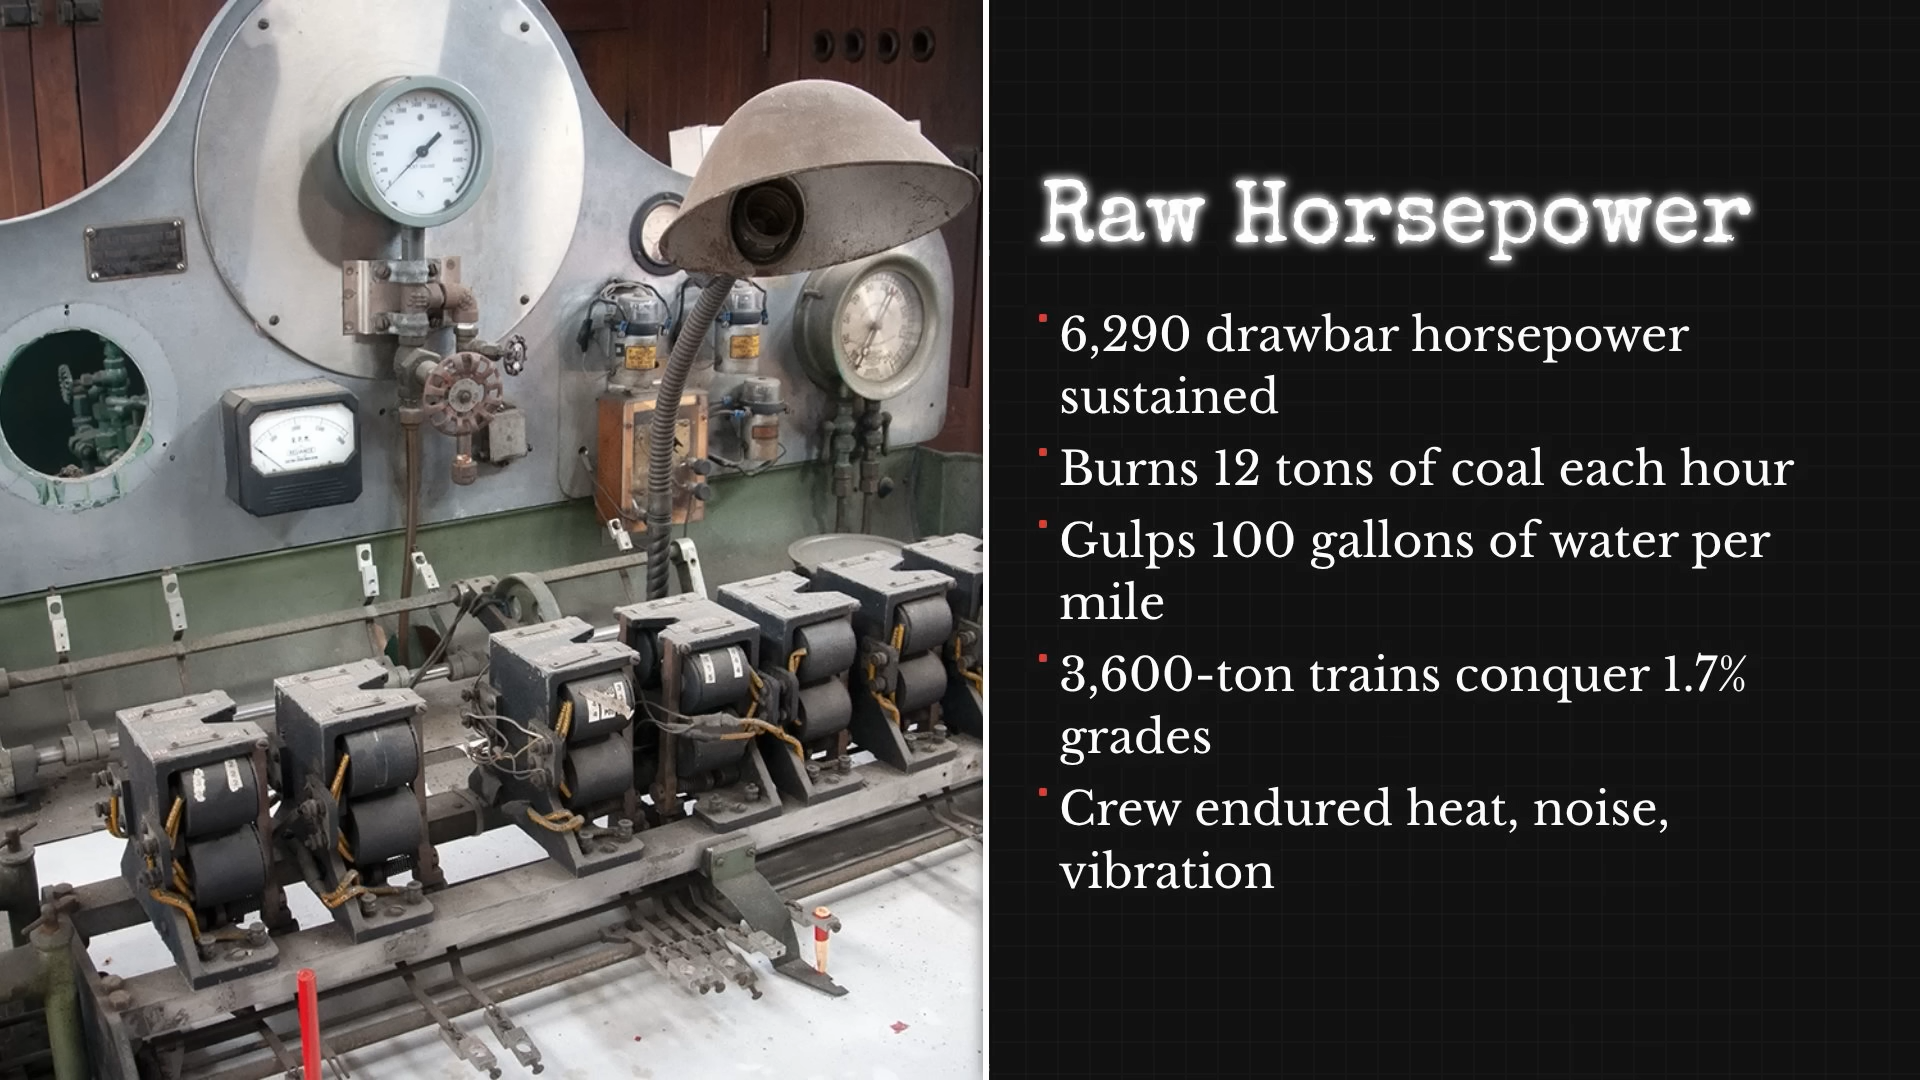 Raw Horsepower
6,290 drawbar horsepower
sustained
Burns 12 tons of coal each hour
Gulps 100 gallons of water per
mile
3,600-ton trains conquer 1.7%
grades
Crew endured heat, noise,
vibration
R.P.M.
RELIANCE